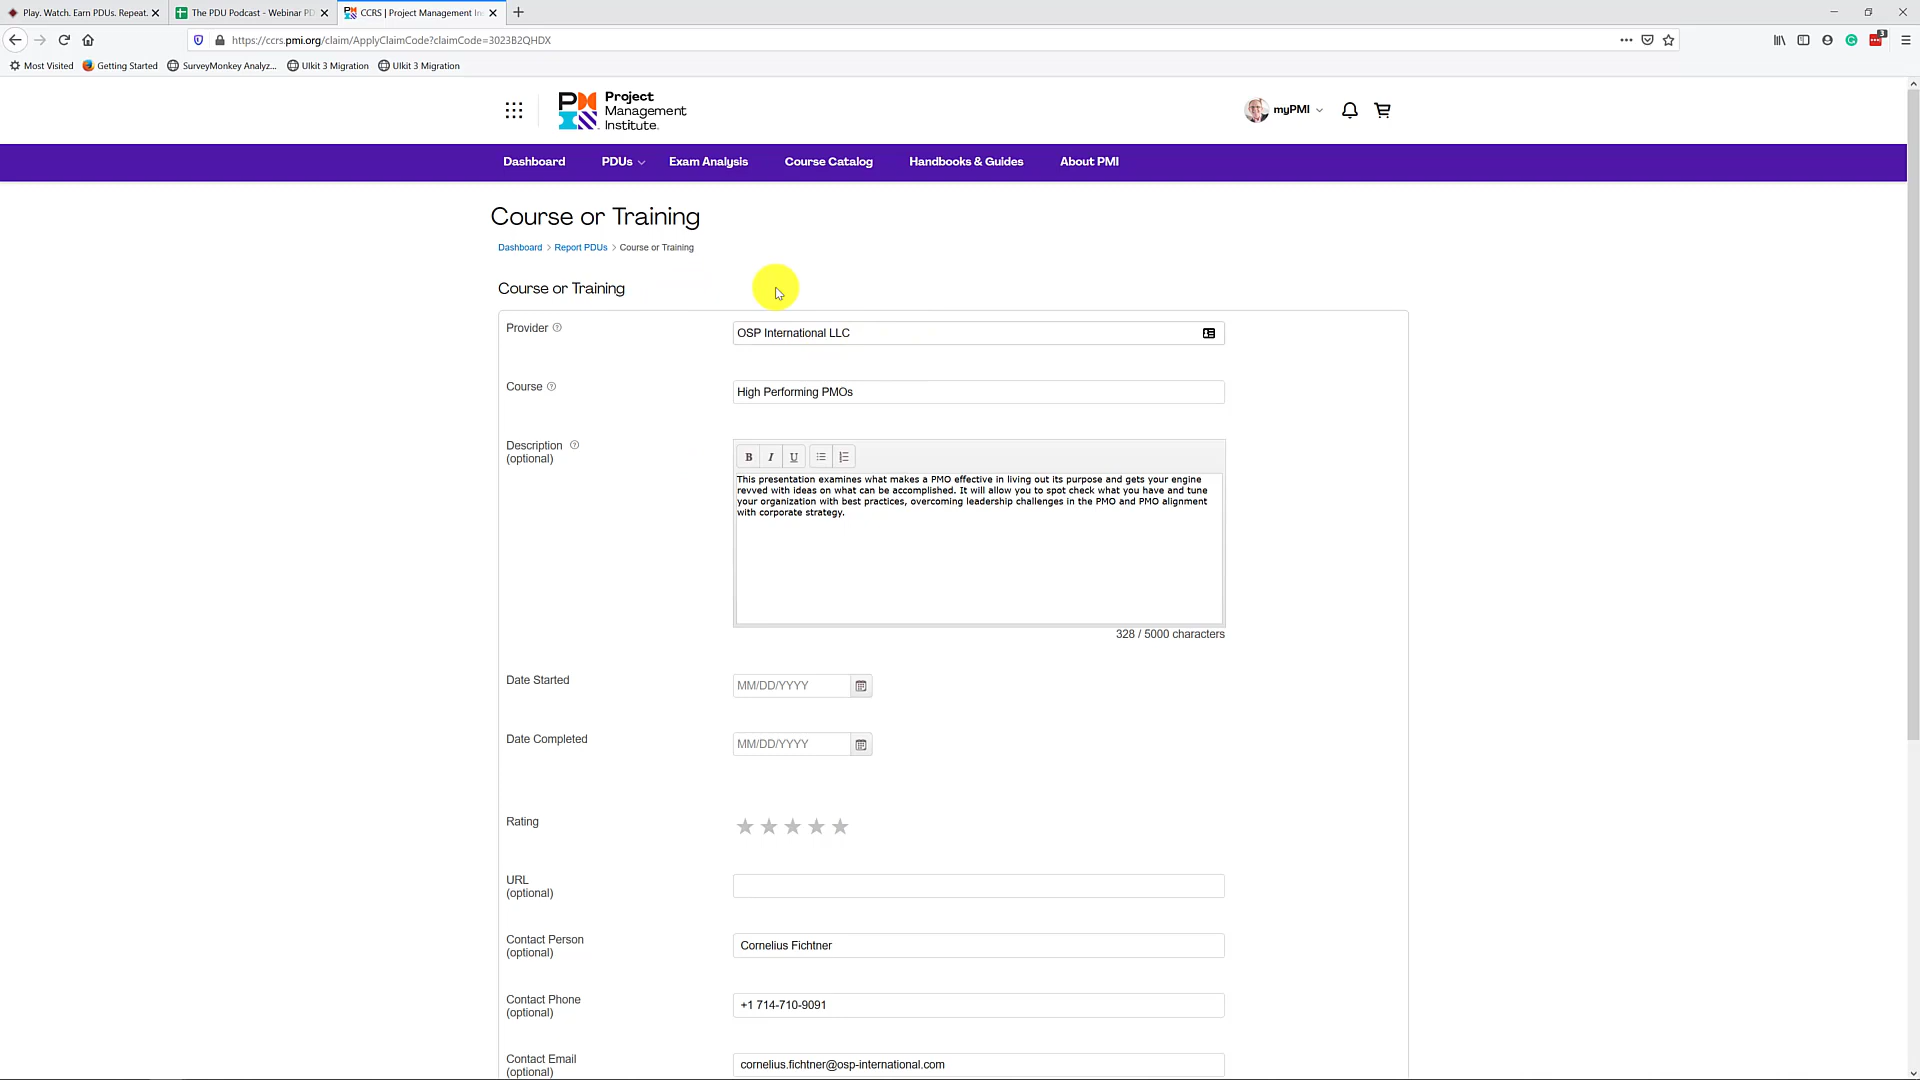 Play. Watch. Earn PDUs. Repeat.
The PDU Podcast - Webinar PD
CCRS | Project Management In
https://ccrs.pmi.org/claim/ApplyClaimCode?claimCode=3023B2QHDX
3
Most Visited
Getting Started
SurveyMonkey Analyz...
UIkit 3 Migration
UIkit 3 Migration
Project
Management
Institute.
myPMI
Dashboard
PDUs
Exam Analysis
Course Catalog
Handbooks & Guides
About PMI
Course or Training
Dashboard > Report PDUs > Course or Training
Course or Training
Provider
OSP International LLC
Course
High Performing PMOs
Description
(optional)
B I U
This presentation examines what makes a PMO effective in living out its purpose and gets your engine
revved with ideas on what can be accomplished. It will allow you to spot check what you have and tune
your organization with best practices, overcoming leadership challenges in the PMO and PMO alignment
with corporate strategy.
328 / 5000 characters
Date Started
MM/DD/YYYY
Date Completed
MM/DD/YYYY
Rating
URL
(optional)
Contact Person
(optional)
Cornelius Fichtner
Contact Phone
(optional)
+1 714-710-9091
Contact Email
(optional)
cornelius.fichtner@osp-international.com